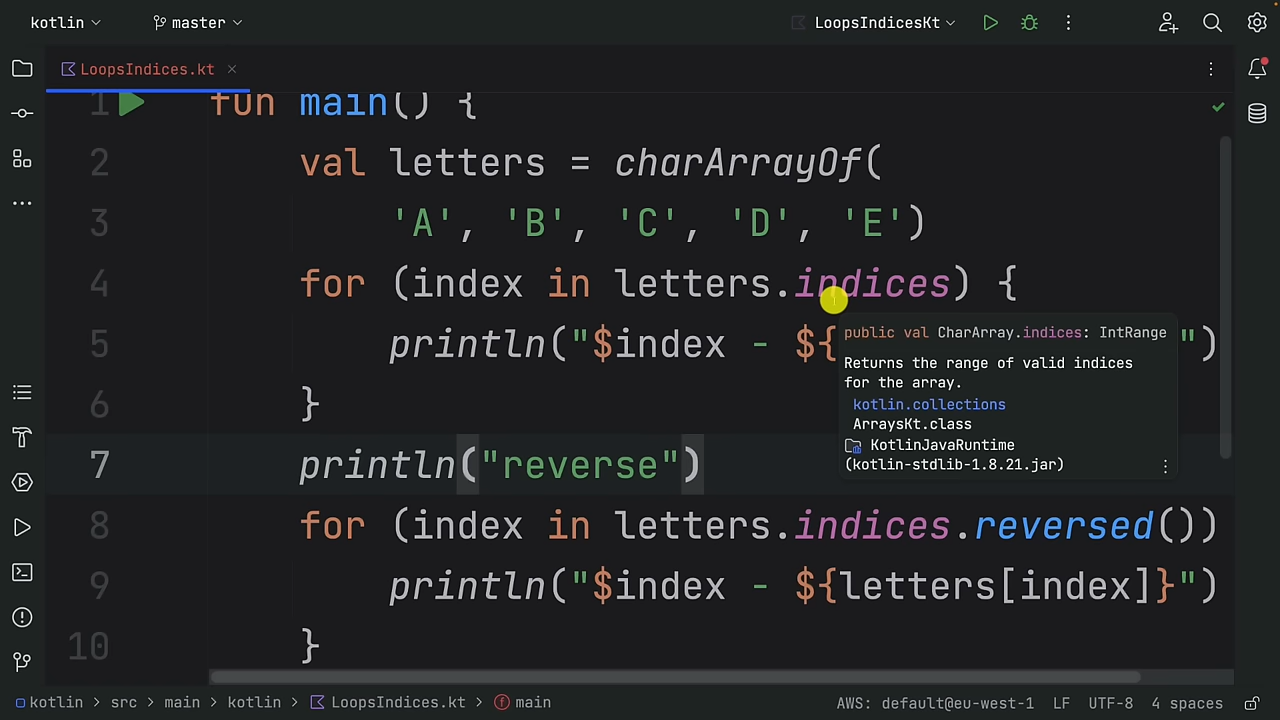 kotlin master LoopsIndicesKt
LoopsIndices.kt
1 fun main() {
2 val letters = charArrayOf(
3 'A', 'B', 'C', 'D', 'E')
4 for (index in letters.indices) {
5 println("$index - ${ ")
public val CharArray.indices: IntRange
Returns the range of valid indices
for the array.
kotlin.collections
ArraysKt.class
KotlinJavaRuntime
(kotlin-stdlib-1.8.21.jar)
6 }
7 println("reverse")
8 for (index in letters.indices.reversed())
9 println("$index - ${letters[index]}")
10 }
kotlin > src > main > kotlin > LoopsIndices.kt > main AWS: default@eu-west-1 LF UTF-8 4 spaces